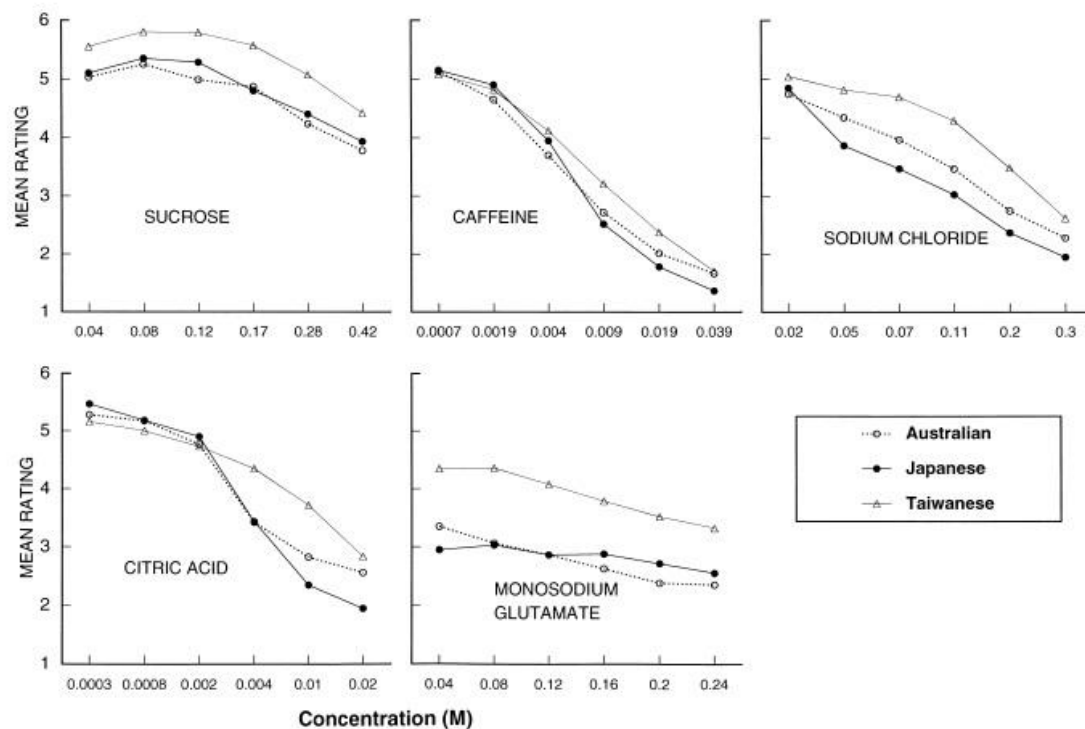 6
5
4
3
2
1
MEAN RATING
SUCROSE
0.04 0.08 0.12 0.17 0.28 0.42
CAFFEINE
0.0007 0.0019 0.004 0.009 0.019 0.039
SODIUM CHLORIDE
0.02 0.05 0.07 0.11 0.2 0.3
6
5
4
3
2
1
MEAN RATING
CITRIC ACID
0.0003 0.0008 0.002 0.004 0.01 0.02
MONOSODIUM
GLUTAMATE
0.04 0.08 0.12 0.16 0.2 0.24
Australian
Japanese
Taiwanese
Concentration (M)